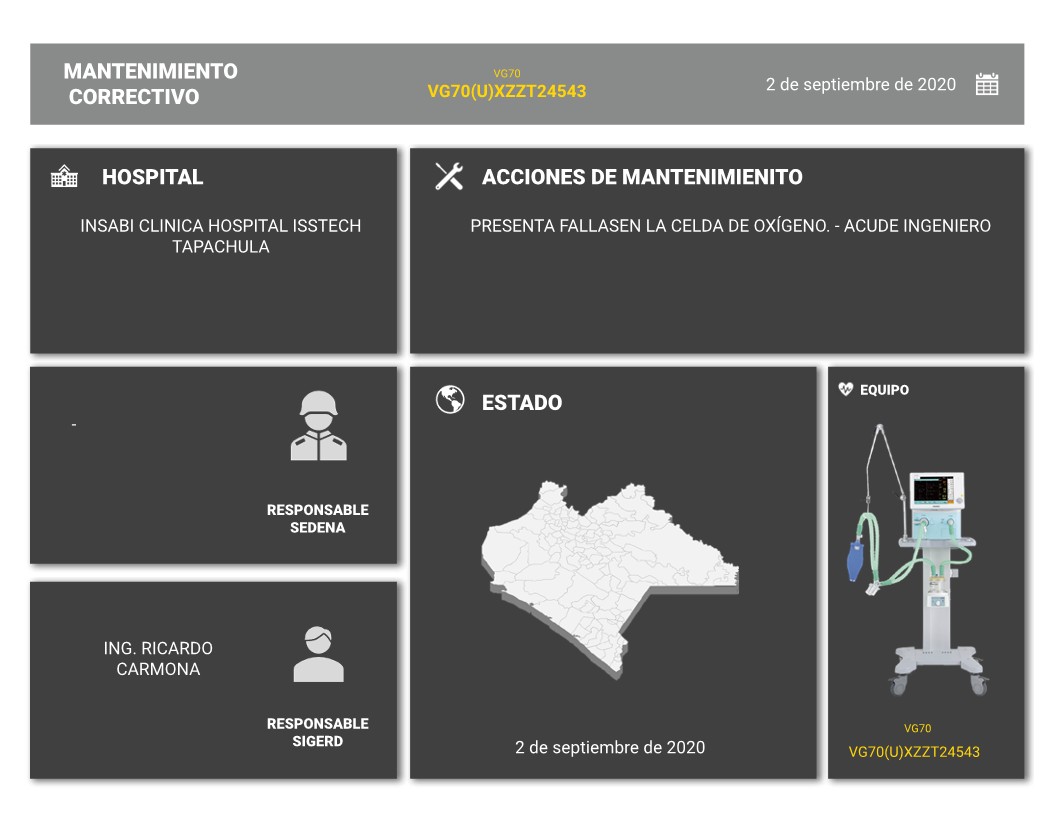 MANTENIMIENTO
CORRECTIVO
VG70
VG70(U)XZZT24543
2 de septiembre de 2020
HOSPITAL
INSABI CLINICA HOSPITAL ISSTECH
TAPACHULA
ACCIONES DE MANTENIMIENITO
PRESENTA FALLASEN LA CELDA DE OXÍGENO. - ACUDE INGENIERO
-
RESPONSABLE
SEDENA
ING. RICARDO
CARMONA
RESPONSABLE
SIGERD
ESTADO
2 de septiembre de 2020
EQUIPO
VG70
VG70(U)XZZT24543